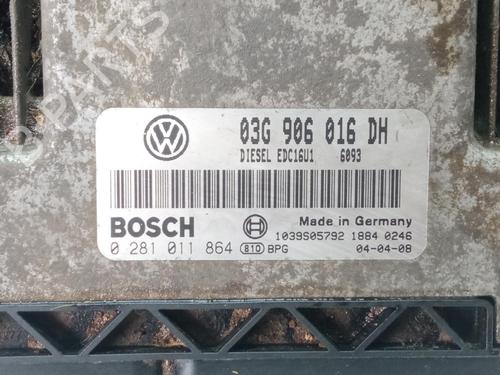 PARTS
03G 906 016 DH
DIESEL EDC16U1 6093
BOSCH
Made in Germany
1039S05792 1884 0246
0 281 011 864 810 BPG 04-04-08